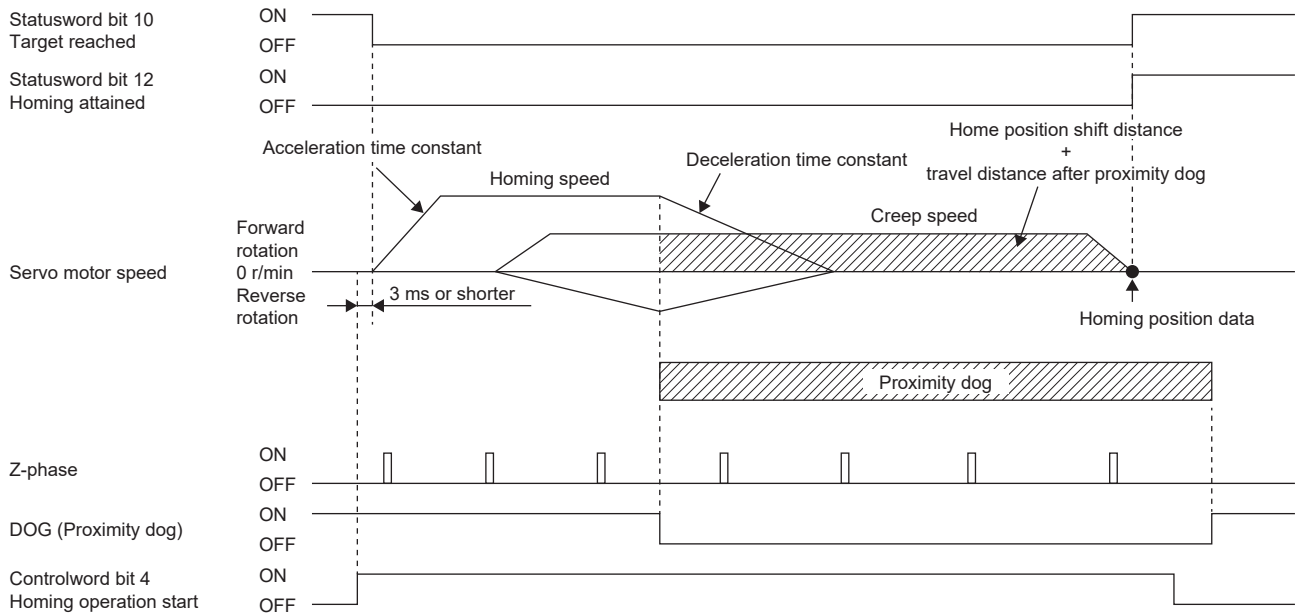 Statusword bit 10
Target reached
ON
OFF
Statusword bit 12
Homing attained
ON
OFF
Home position shift distance
+
travel distance after proximity dog
Acceleration time constant
Deceleration time constant
Homing speed
Creep speed
Forward
rotation
Servo motor speed
0 r/min
Reverse
rotation
3 ms or shorter
Homing position data
Proximity dog
Z-phase
ON
OFF
DOG (Proximity dog)
ON
OFF
Controlword bit 4
Homing operation start
ON
OFF